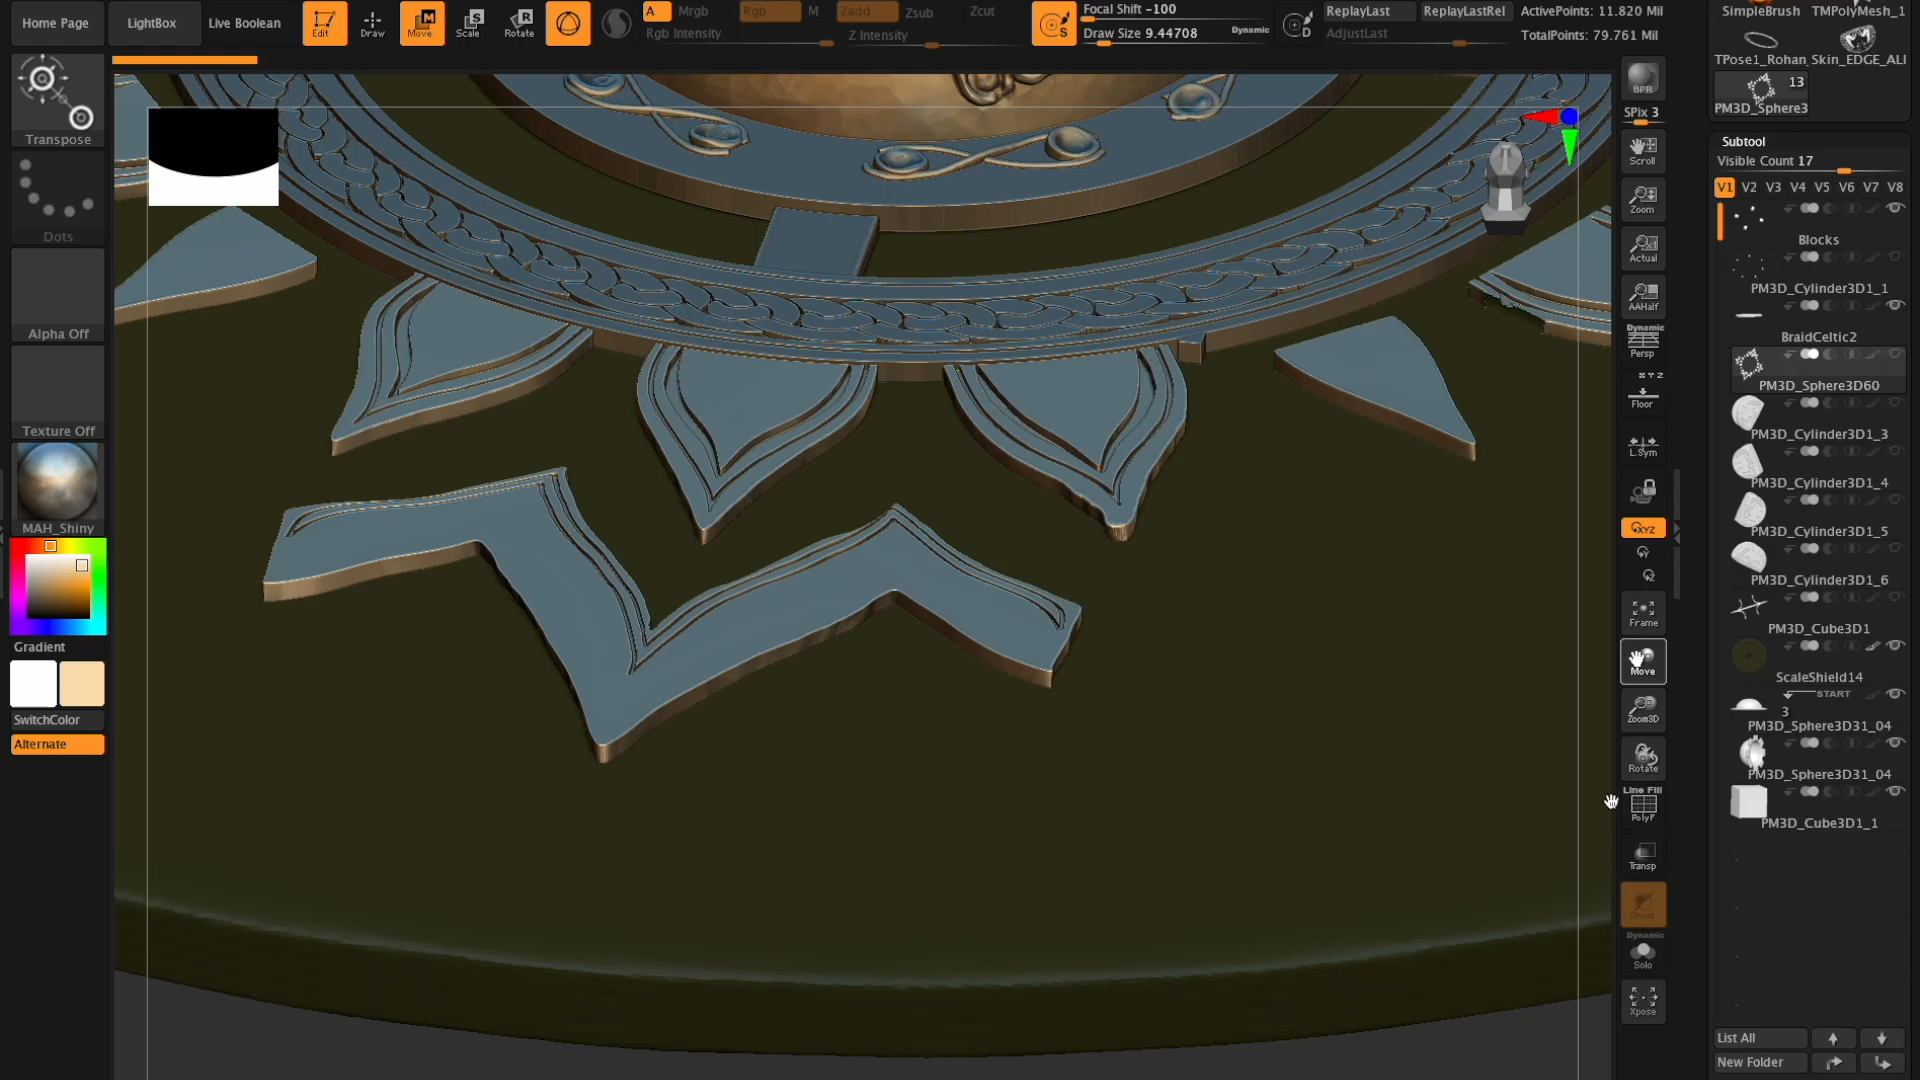 Home Page
LightBox
Live Boolean
Edit
Draw
Move
Scale
Rotate
A
Mrgb
Rgb
M
Zadd
Zsub
Zcut
Rgb Intensity
Z Intensity
Focal Shift -100
Draw Size 9.44708
Dynamic
S
D
ReplayLast
ReplayLastRel
AdjustLast
ActivePoints: 11.820 Mil
TotalPoints: 79.761 Mil
SimpleBrush
TMPolyMesh_1
TPose1_Rohan_
Skin_EDGE_ALI
13
PM3D_Sphere3
Transpose
Dots
Alpha Off
Texture Off
MAH_Shiny
Gradient
SwitchColor
Alternate
BPR
SPix 3
Scroll
Zoom
Actual
AAHalf
Dynamic
Persp
X Y Z
Floor
L.Sym
XYZ
Y
Z
Frame
Move
Zoom3D
Rotate
Line Fill
PolyF
Transp
Ghost
Dynamic
Solo
Xpose
Subtool
Visible Count 17
V1
V2
V3
V4
V5
V6
V7
V8
Blocks
PM3D_Cylinder3D1_1
BraidCeltic2
PM3D_Sphere3D60
PM3D_Cylinder3D1_3
PM3D_Cylinder3D1_4
PM3D_Cylinder3D1_5
PM3D_Cylinder3D1_6
PM3D_Cube3D1
ScaleShield14
START
3
PM3D_Sphere3D31_04
PM3D_Sphere3D31_04
PM3D_Cube3D1_1
List All
New Folder